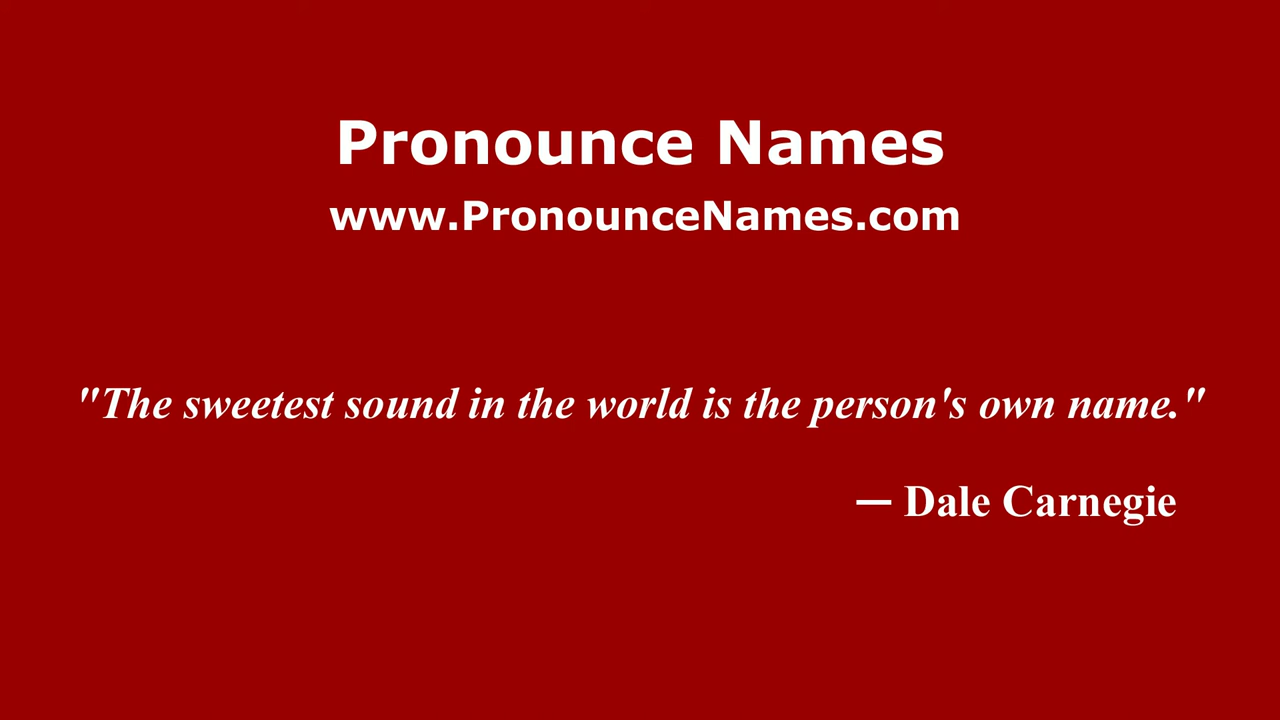 Pronounce Names
www.PronounceNames.com
"The sweetest sound in the world is the person's own name."
— Dale Carnegie